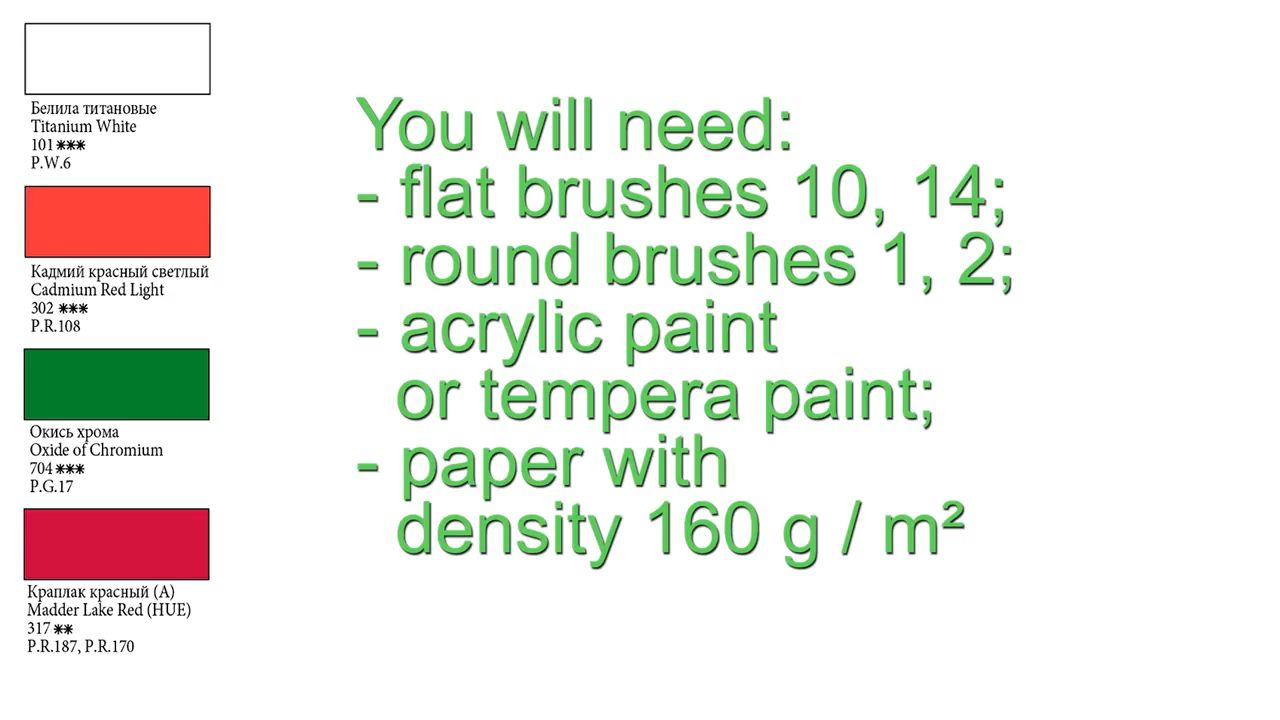 Белила титановые
Titanium White
101 ***
P.W.6
Кадмий красный светлый
Cadmium Red Light
302 ***
P.R.108
Окись хрома
Oxide of Chromium
704 ***
P.G.17
Краплак красный (А)
Madder Lake Red (HUE)
317 **
P.R.187, P.R.170
You will need:
- flat brushes 10, 14;
- round brushes 1, 2;
- acrylic paint
or tempera paint;
- paper with
density 160 g / m²